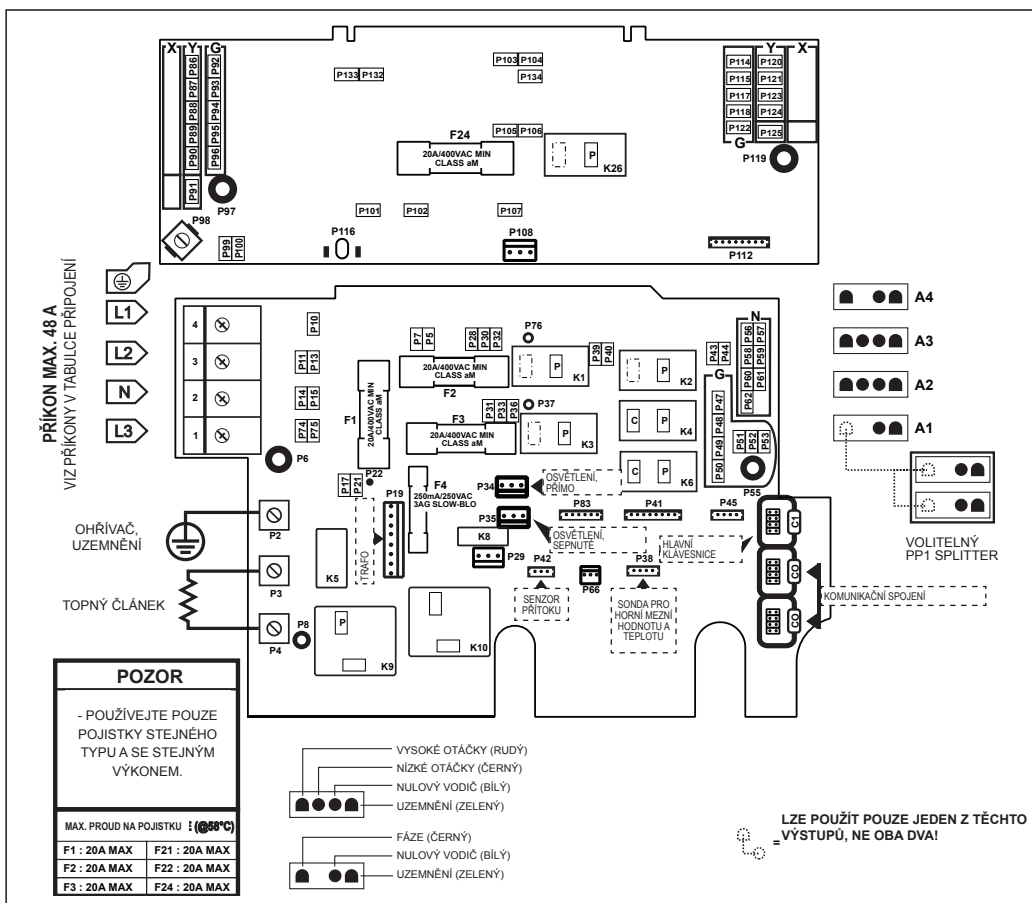 X Y G
P86
P87
P88
P89
P90
P91
P92
P93
P94
P95
P96
P97
P98
P99
P100
P133 P132
P103 P104
P134
F24
20A/400VAC MIN
CLASS aM
P105 P106
P
K26
P101
P102
P107
P116
P108
P112
Y X
P114 P120
P115 P121
P117 P123
P118 P124
P122 P125
G
P119
PŘÍKON MAX. 48 A
VIZ PŘÍKONY V TABULCE PŘIPOJENÍ
L1
L2
N
L3
4
3
2
1
P10
P11 P13
P14 P15
P74 P75
P6
P7 P5
P28 P30 P32
P76
F1
20A/400VAC MIN
CLASS aM
20A/400VAC MIN
CLASS aM
F2
P
K1
P39 P40
P
K2
P31 P33 P36
P37
F3
20A/400VAC MIN
CLASS aM
P
K3
C P
K4
C P
K6
P43 P44
N
P56 P57
P58 P59
P60 P61
P62
G
P47
P48
P49
P50
P51
P52
P53
P55
P17 P21
P22
P19
TRAFO
F4
250mA/250VAC
3AG SLOW-BLO
P34
OSVĚTLENÍ,
PŘÍMO
P35
OSVĚTLENÍ,
SEPNUTÉ
K8
P29
P83
P41
P45
HLAVNÍ
KLÁVESNICE
C1
CO
CO
KOMUNIKAČNÍ SPOJENÍ
P42
SENZOR
PŘÍTOKU
P66
P38
SONDA PRO
HORNÍ MEZNÍ
HODNOTU A
TEPLOTU
OHŘÍVAČ,
UZEMNĚNÍ
P2
P3
TOPNÝ ČLÁNEK
P4
P8
K5
P
K9
K10
A4
A3
A2
A1
VOLITELNÝ
PP1 SPLITTER
POZOR
- POUŽÍVEJTE POUZE
POJISTKY STEJNÉHO
TYPU A SE STEJNÝM
VÝKONEM.
MAX. PROUD NA POJISTKU : (@58°C)
F1 : 20A MAX F21 : 20A MAX
F2 : 20A MAX F22 : 20A MAX
F3 : 20A MAX F24 : 20A MAX
VYSOKÉ OTÁČKY (RUDÝ)
NÍZKÉ OTÁČKY (ČERNÝ)
NULOVÝ VODIČ (BÍLÝ)
UZEMNĚNÍ (ZELENÝ)
FÁZE (ČERNÝ)
NULOVÝ VODIČ (BÍLÝ)
UZEMNĚNÍ (ZELENÝ)
= LZE POUŽÍT POUZE JEDEN Z TĚCHTO
VÝSTUPŮ, NE OBA DVA!